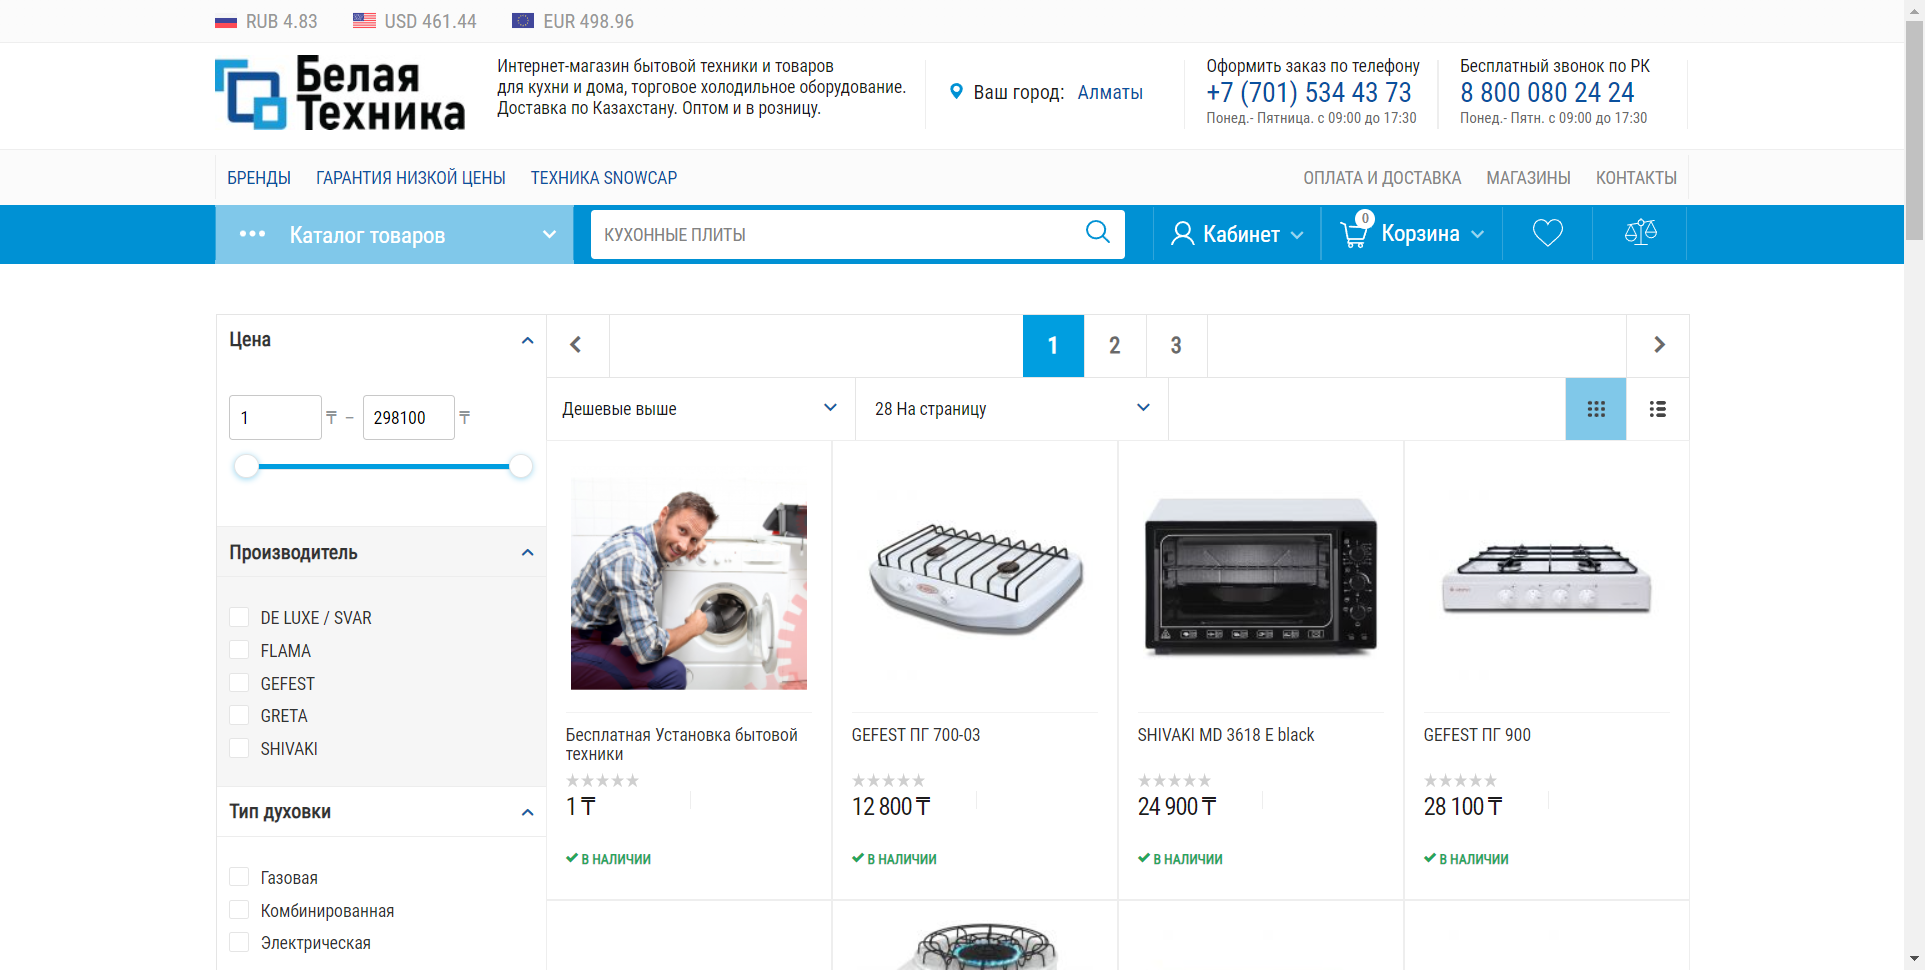 RUB 4.83
USD 461.44
EUR 498.96
Белая
Техника
Интернет-магазин бытовой техники и товаров
для кухни и дома, торговое холодильное оборудование.
Доставка по Казахстану. Оптом и в розницу.
Ваш город: Алматы
Оформить заказ по телефону
+7 (701) 534 43 73
Понед.- Пятница. с 09:00 до 17:30
Бесплатный звонок по РК
8 800 080 24 24
Понед.- Пятн. с 09:00 до 17:30
БРЕНДЫ
ГАРАНТИЯ НИЗКОЙ ЦЕНЫ
ТЕХНИКА SNOWCAP
ОПЛАТА И ДОСТАВКА
МАГАЗИНЫ
КОНТАКТЫ
Каталог товаров
КУХОННЫЕ ПЛИТЫ
Кабинет
0
Корзина
Цена
1 ₸ – 298100 ₸
Производитель
DE LUXE / SVAR
FLAMA
GEFEST
GRETA
SHIVAKI
Тип духовки
Газовая
Комбинированная
Электрическая
1
2
3
Дешевые выше
28 На страницу
Бесплатная Установка бытовой
техники
1 ₸
В НАЛИЧИИ
GEFEST ПГ 700-03
12 800 ₸
В НАЛИЧИИ
SHIVAKI MD 3618 E black
24 900 ₸
В НАЛИЧИИ
GEFEST ПГ 900
28 100 ₸
В НАЛИЧИИ